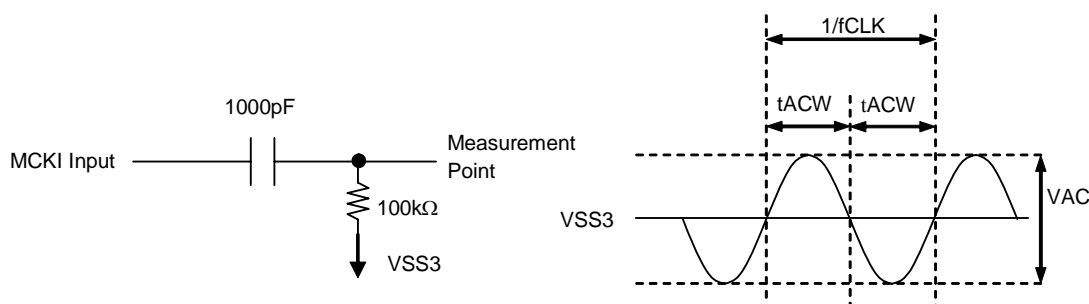 1000pF
MCKI Input
Measurement
Point
100kΩ
VSS3
1/fCLK
tACW
tACW
VSS3
VAC